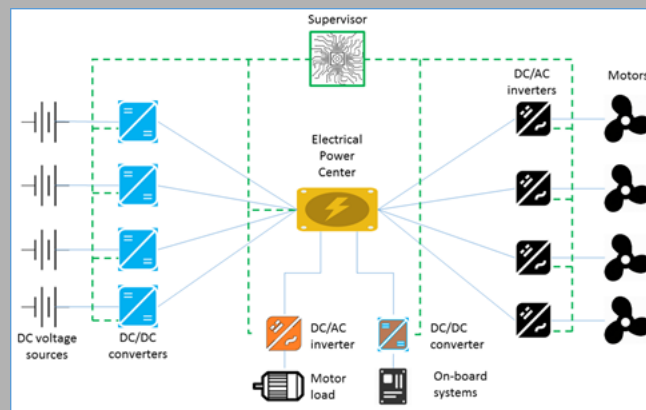 Supervisor
DC/AC
inverters
Motors
Electrical
Power
Center
DC voltage
sources
DC/DC
converters
DC/AC
inverter
DC/DC
converter
Motor
load
On-board
systems